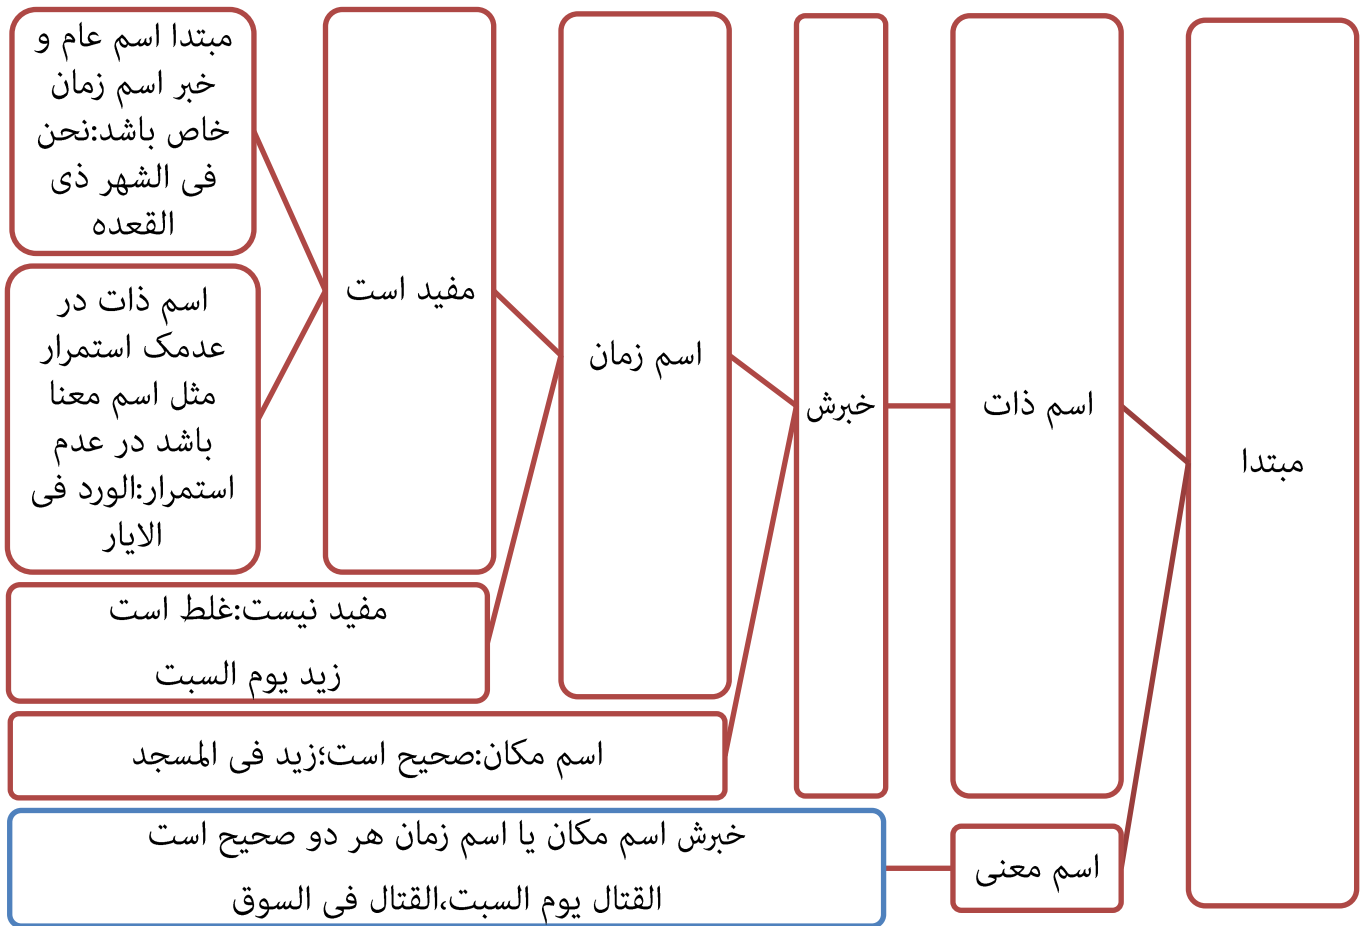 مبتدا
اسم ذات
خبرش
اسم زمان
مفید است
مبتدا اسم عام و
خبر اسم زمان
خاص باشد:نحن
فی الشهر ذی
القعده
اسم ذات در
عدمک استمرار
مثل اسم معنا
باشد در عدم
استمرار:الورد فی
الایار
مفید نیست:غلط است
زید یوم السبت
اسم مکان:صحیح است؛زید فی المسجد
اسم معنی
خبرش اسم مکان یا اسم زمان هر دو صحیح است
القتال یوم السبت،القتال فی السوق